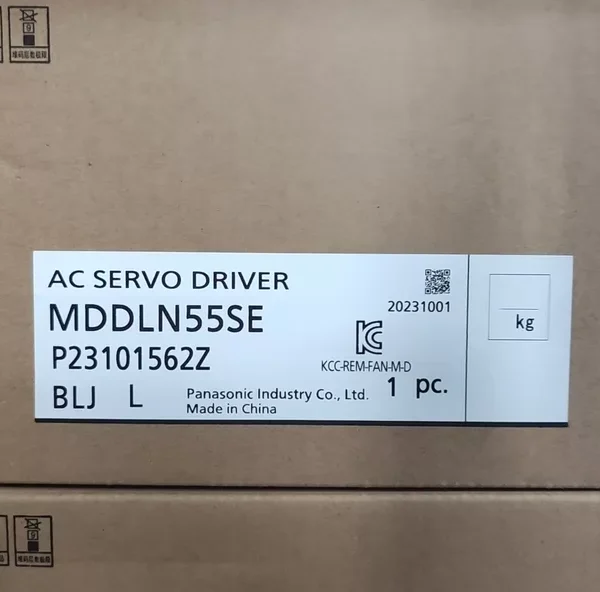 AC SERVO DRIVER
MDDLN55SE
20231001
P23101562Z
KCC-REM-FAN-M-D
BLJ L
Panasonic Industry Co., Ltd.
Made in China
1 pc.
kg